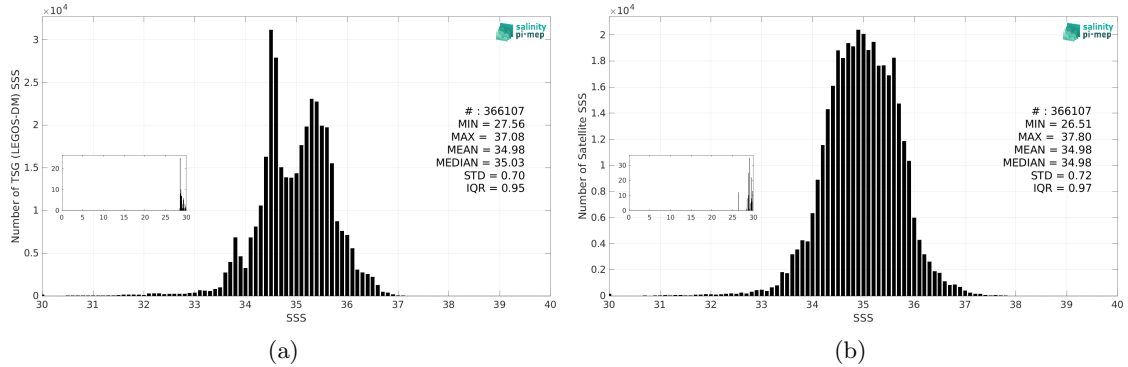 ×10^4
3
2.5
2
1.5
1
0.5
0
Number of TSG (LEGOS-DM) SSS
salinity
pi-mep
# : 366107
MIN = 27.56
MAX = 37.08
MEAN = 34.98
MEDIAN = 35.03
STD = 0.70
IQR = 0.95
20
10
0
0 5 10 15 20 25 30
30 31 32 33 34 35 36 37 38 39 40
SSS
(a)
×10^4
2
1.8
1.6
1.4
1.2
1
0.8
0.6
0.4
0.2
0
Number of Satellite SSS
salinity
pi-mep
# : 366107
MIN = 26.51
MAX = 37.80
MEAN = 34.98
MEDIAN = 34.98
STD = 0.72
IQR = 0.97
30
20
10
0
0 5 10 15 20 25 30
30 31 32 33 34 35 36 37 38 39 40
SSS
(b)